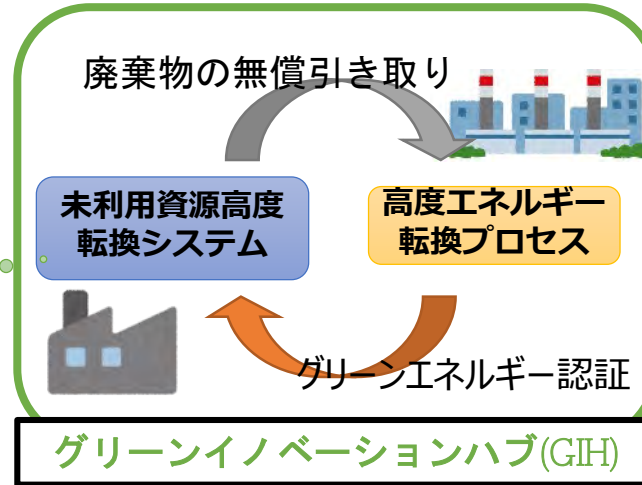 廃棄物の無償引き取り
未利用資源高度
転換システム
高度エネルギー
転換プロセス
グリーンエネルギー認証
グリーンイノベーションハブ(GIH)